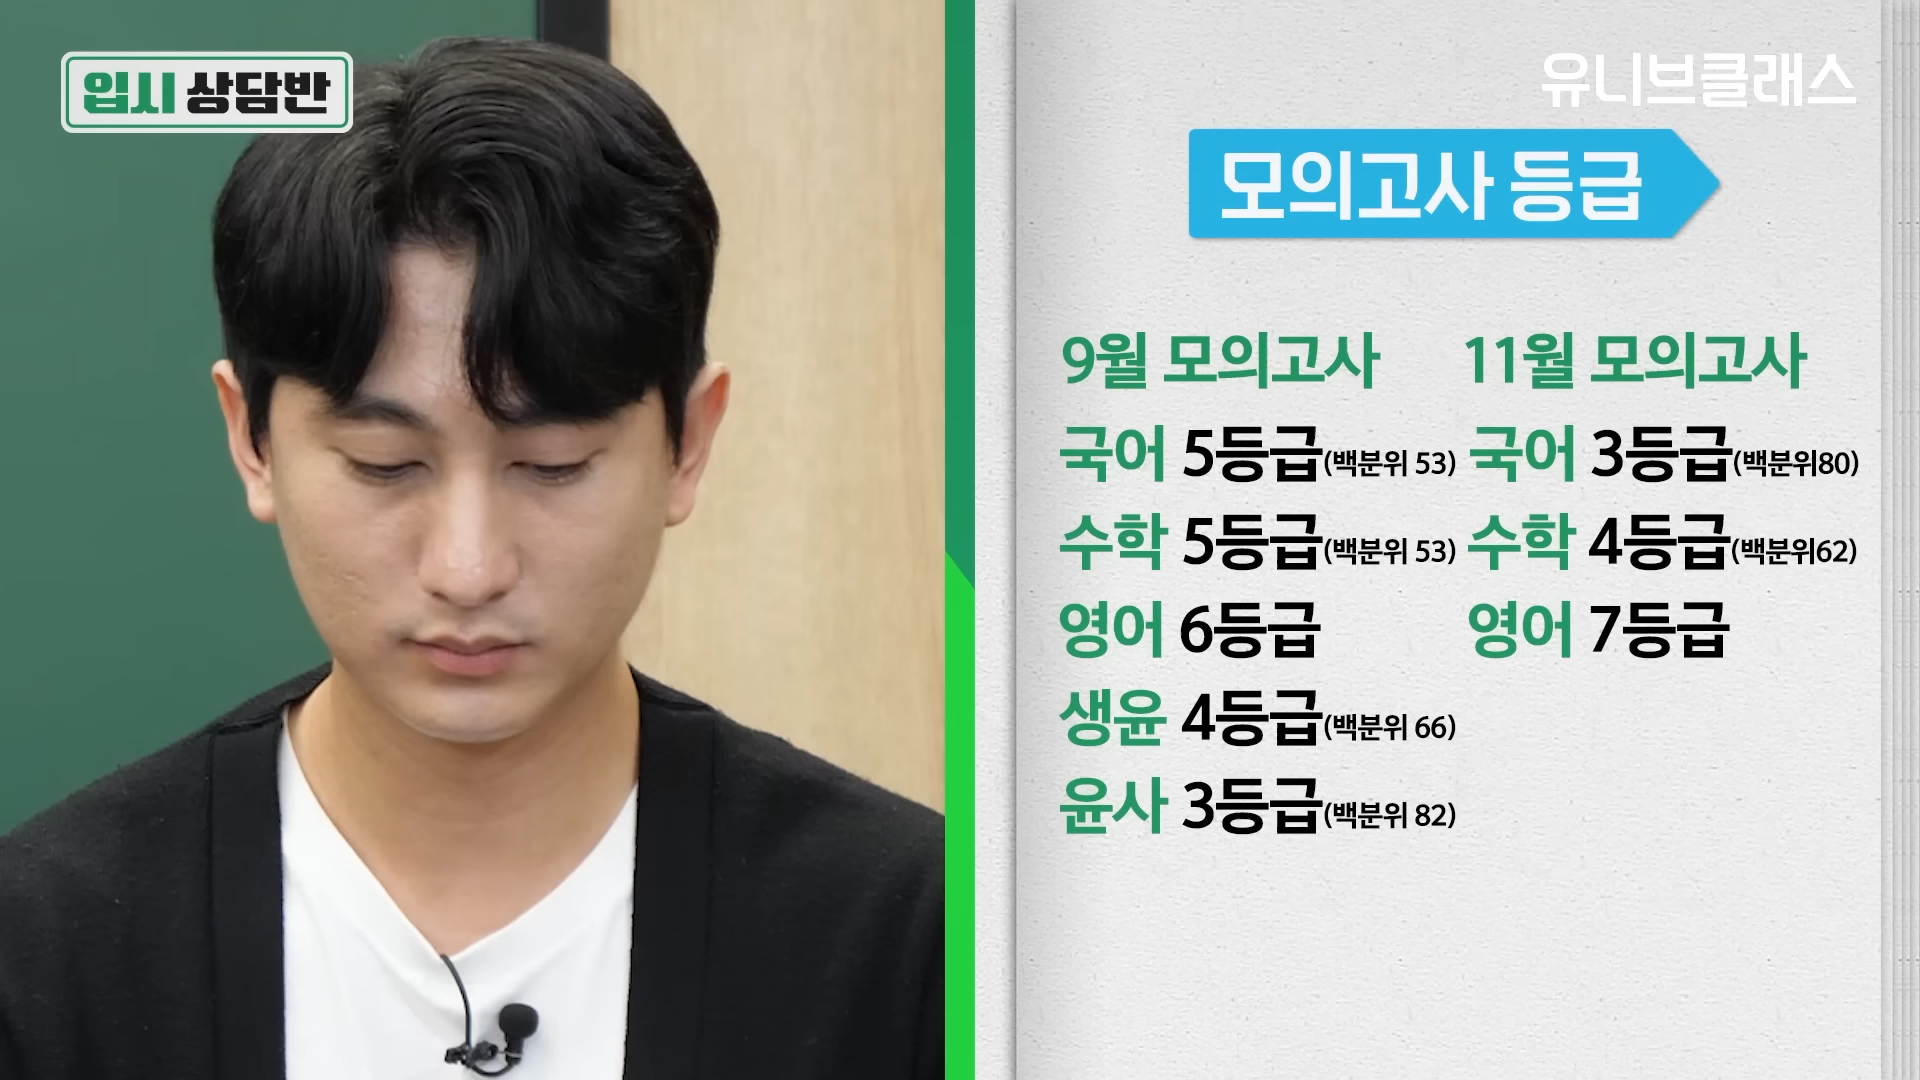 입시 상담반
유니브클래스
모의고사 등급
9월 모의고사
국어 5등급(백분위 53)
수학 5등급(백분위 53)
영어 6등급
생윤 4등급(백분위 66)
윤사 3등급(백분위 82)
11월 모의고사
국어 3등급(백분위80)
수학 4등급(백분위62)
영어 7등급